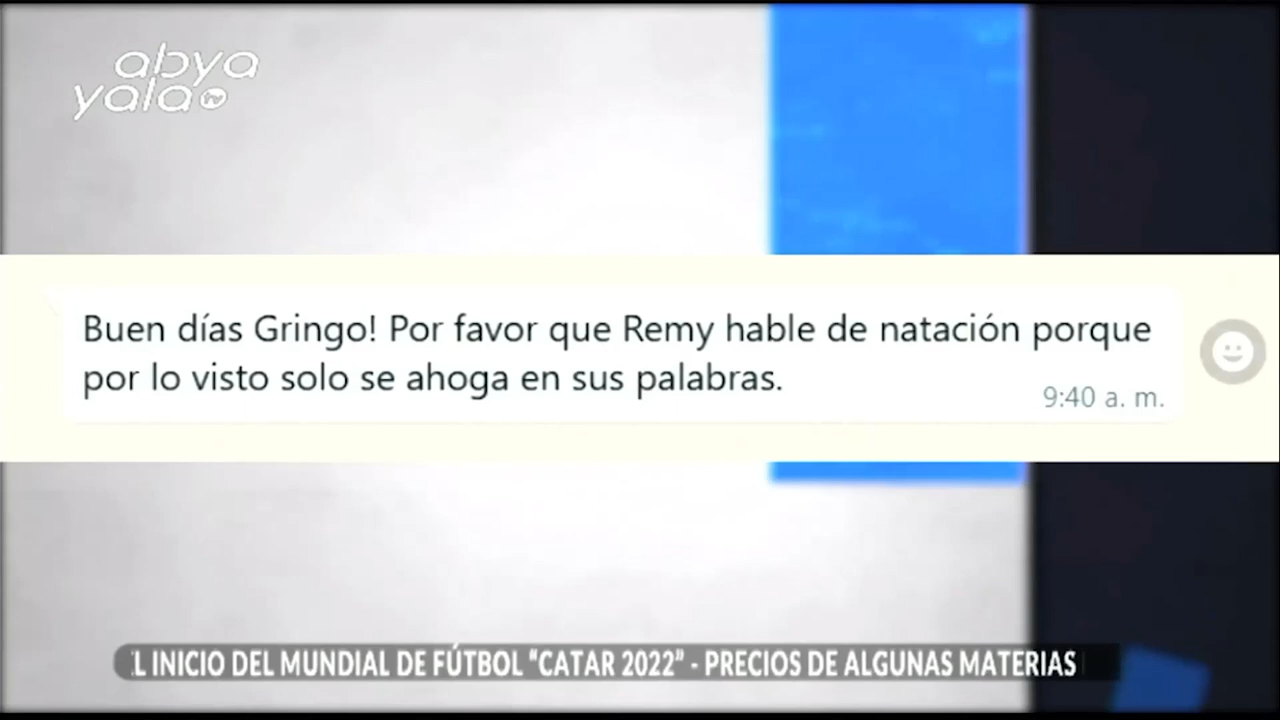 abya
yala tv
Buen días Gringo! Por favor que Remy hable de natación porque
por lo visto solo se ahoga en sus palabras.
9:40 a. m.
L INICIO DEL MUNDIAL DE FÚTBOL “CATAR 2022” - PRECIOS DE ALGUNAS MATERIAS